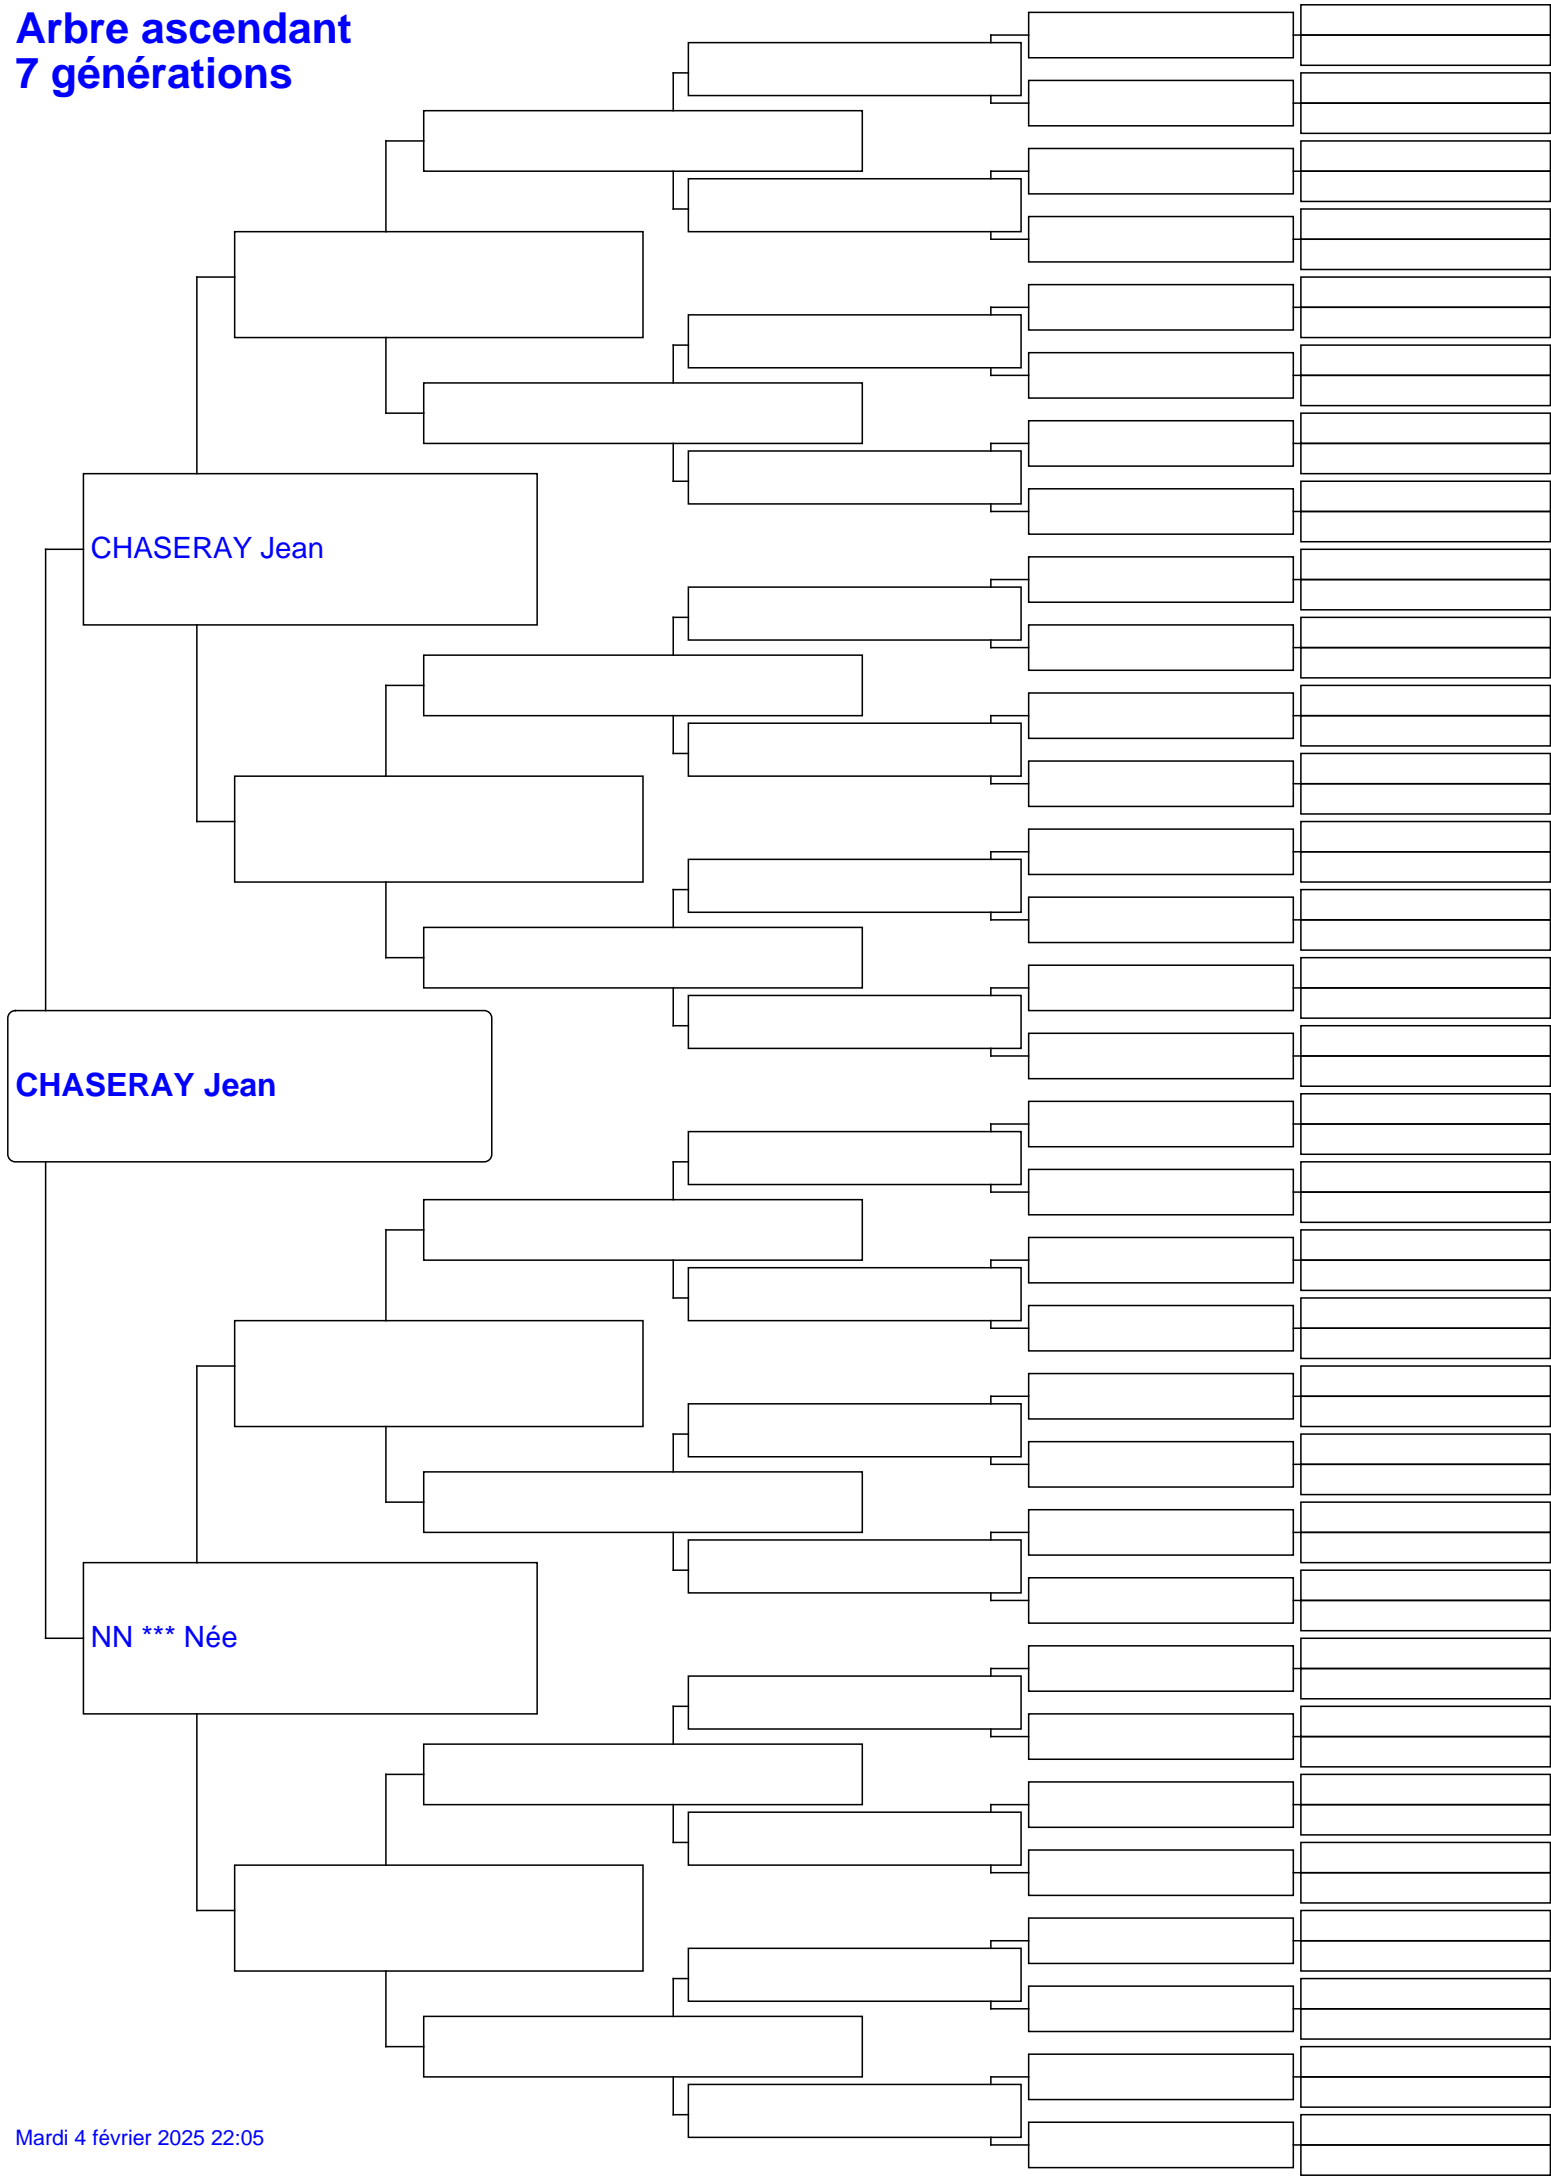 Arbre ascendant
7 générations
CHASERAY Jean
CHASERAY Jean
NN *** Née
Mardi 4 février 2025 22:05